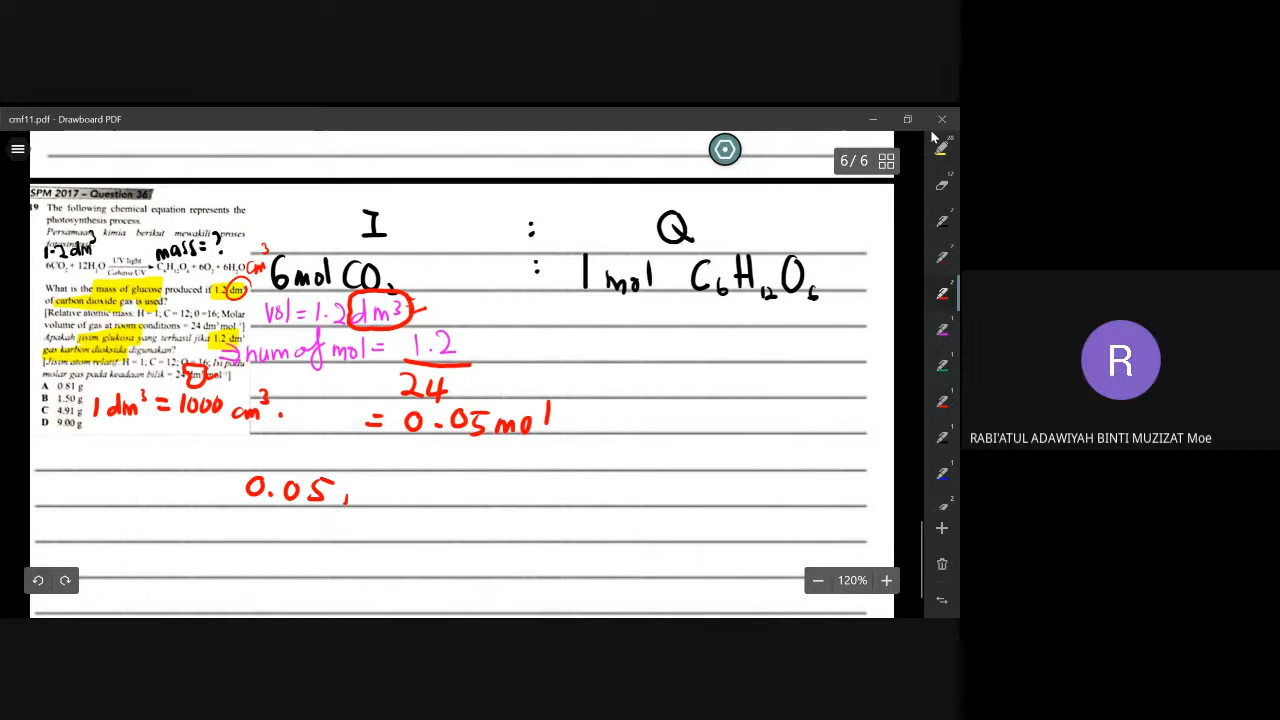 cmf11.pdf - Drawboard PDF
6 / 6
SPM 2017 – Question 36
19 The following chemical equation represents the
photosynthesis process.
Persamaan kimia berikut mewakili proses
1.2 dm³ mass = ?
UV light
6CO₂ + 12H₂O → C₆H₁₂O₆ + 6O₂ + 6H₂O
Cahaya UV
cm³
What is the mass of glucose produced if 1.2 dm³
of carbon dioxide gas is used?
[Relative atomic mass: H = 1; C = 12; O =16; Molar
volume of gas at room conditions = 24 dm³ mol⁻¹]
Apakah jisim glukosa yang terhasil jika 1.2 dm³
gas karbon dioksida digunakan?
[Jisim atom relatif: H = 1; C = 12; O = 16; Isi padu
molar gas pada keadaan bilik = 24 dm³ mol⁻¹]
A 0.81 g
B 1.50 g
C 4.91 g
D 9.00 g
1 dm³ = 1000 cm³.
I : Q
6 mol CO₂ : 1 mol C₆H₁₂O₆
Vol = 1.2 dm³
→ num of mol = 1.2
24
= 0.05 mol
0.05
120%
R
RABI'ATUL ADAWIYAH BINTI MUZIZAT Moe